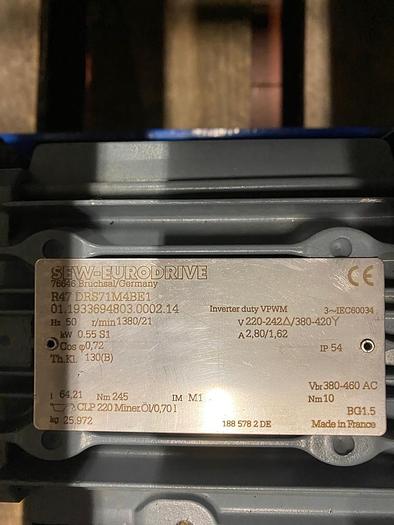 SEW-EURODRIVE CE
76646 Bruchsal/Germany
R47 DRS71M4BE1
01.1933694803.0002.14 Inverter duty VPWM 3~IEC60034
Hz 50 r/min 1380/21 V 220-242Δ/380-420Y
kW 0.55 S1 A 2,80/1,62
Cos φ 0,72 IP 54
Th.Kl. 130(B)
Vbr 380-460 AC
i 64,21 Nm 245 IM M1 Nm 10
CLP 220 Miner.Öl/0,70 l BG1.5
kg 25.972 188 578 2 DE Made in France